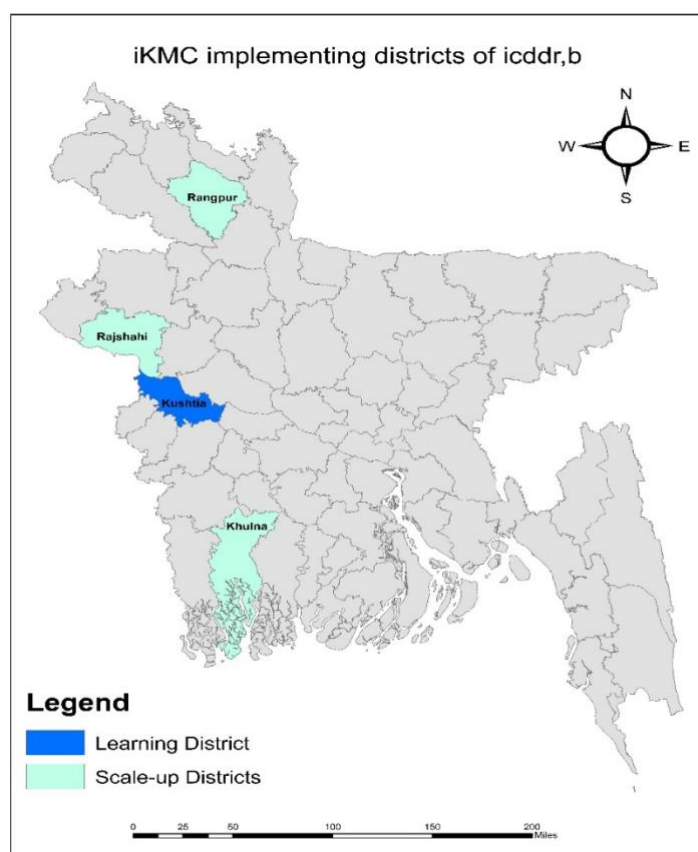 iKMC implementing districts of icddr,b
N
W E
S
Rangpur
Rajshahi
Kushtia
Khulna
Legend
Learning District
Scale-up Districts
0 25 50 100 150 200
Miles